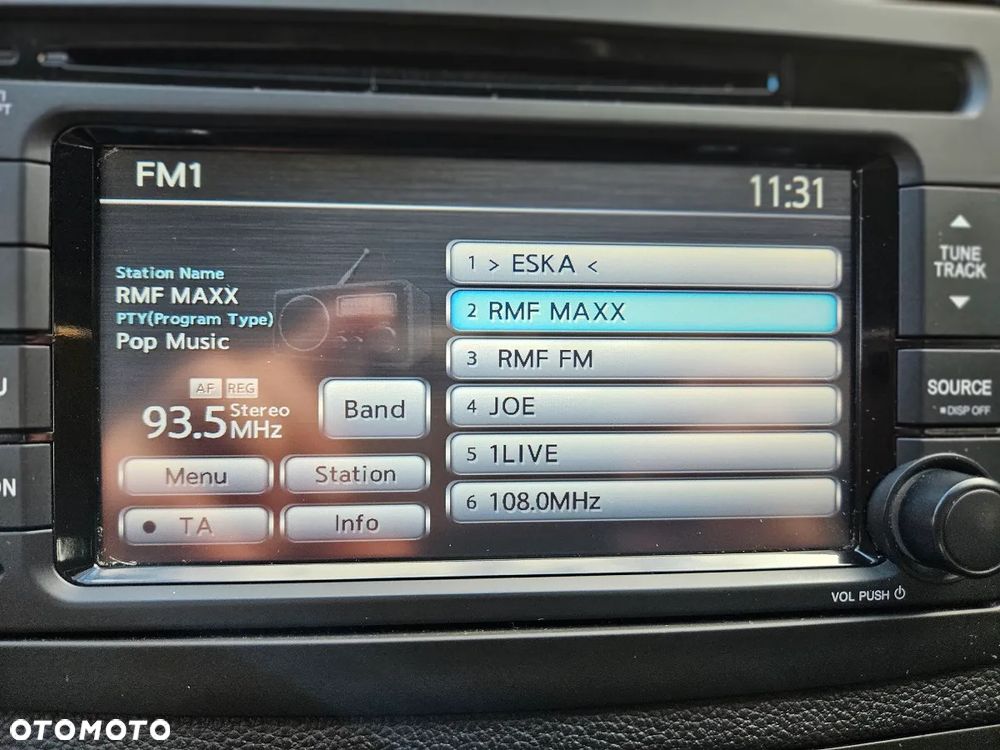 FM1
11:31
Station Name
RMF MAXX
PTY(Program Type)
Pop Music
AF REG
93.5 Stereo
MHz
Band
Menu
Station
TA
Info
1 > ESKA <
2 RMF MAXX
3 RMF FM
4 JOE
5 1LIVE
6 108.0MHz
TUNE
TRACK
SOURCE
DISP OFF
VOL PUSH
OTOMOTO